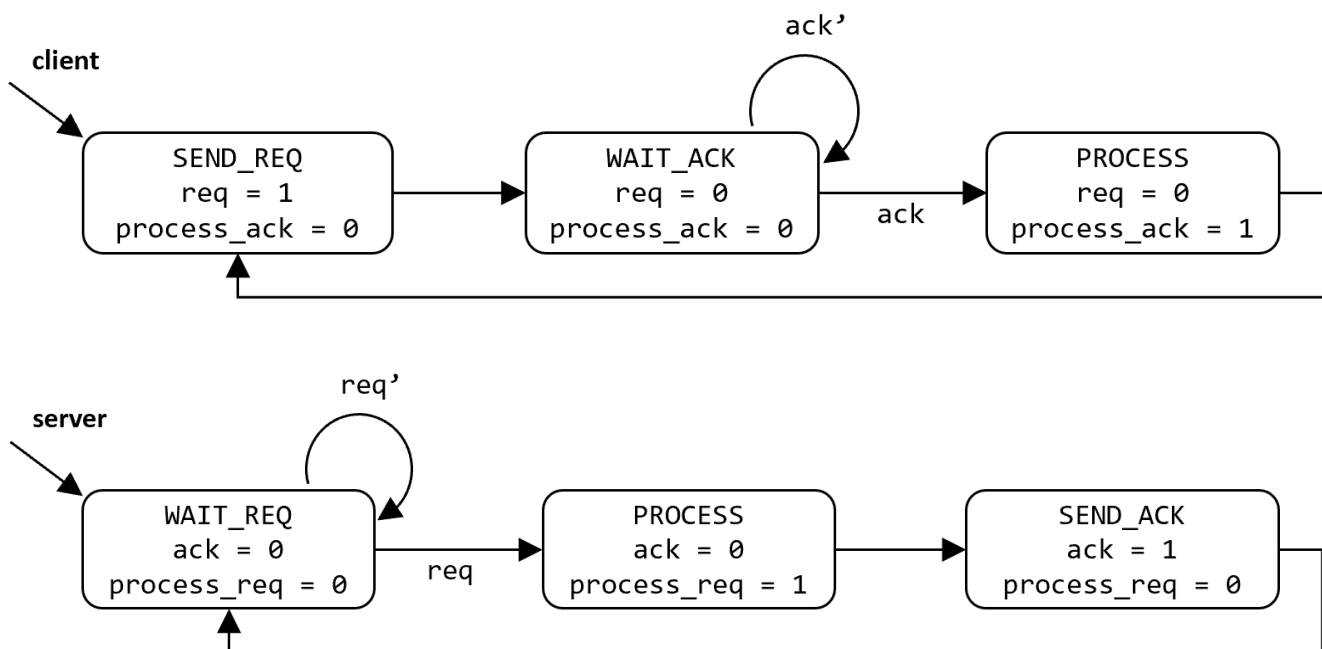 ack’
client
SEND_REQ
req = 1
process_ack = 0
WAIT_ACK
req = 0
process_ack = 0
ack
PROCESS
req = 0
process_ack = 1
req’
server
WAIT_REQ
ack = 0
process_req = 0
req
PROCESS
ack = 0
process_req = 1
SEND_ACK
ack = 1
process_req = 0